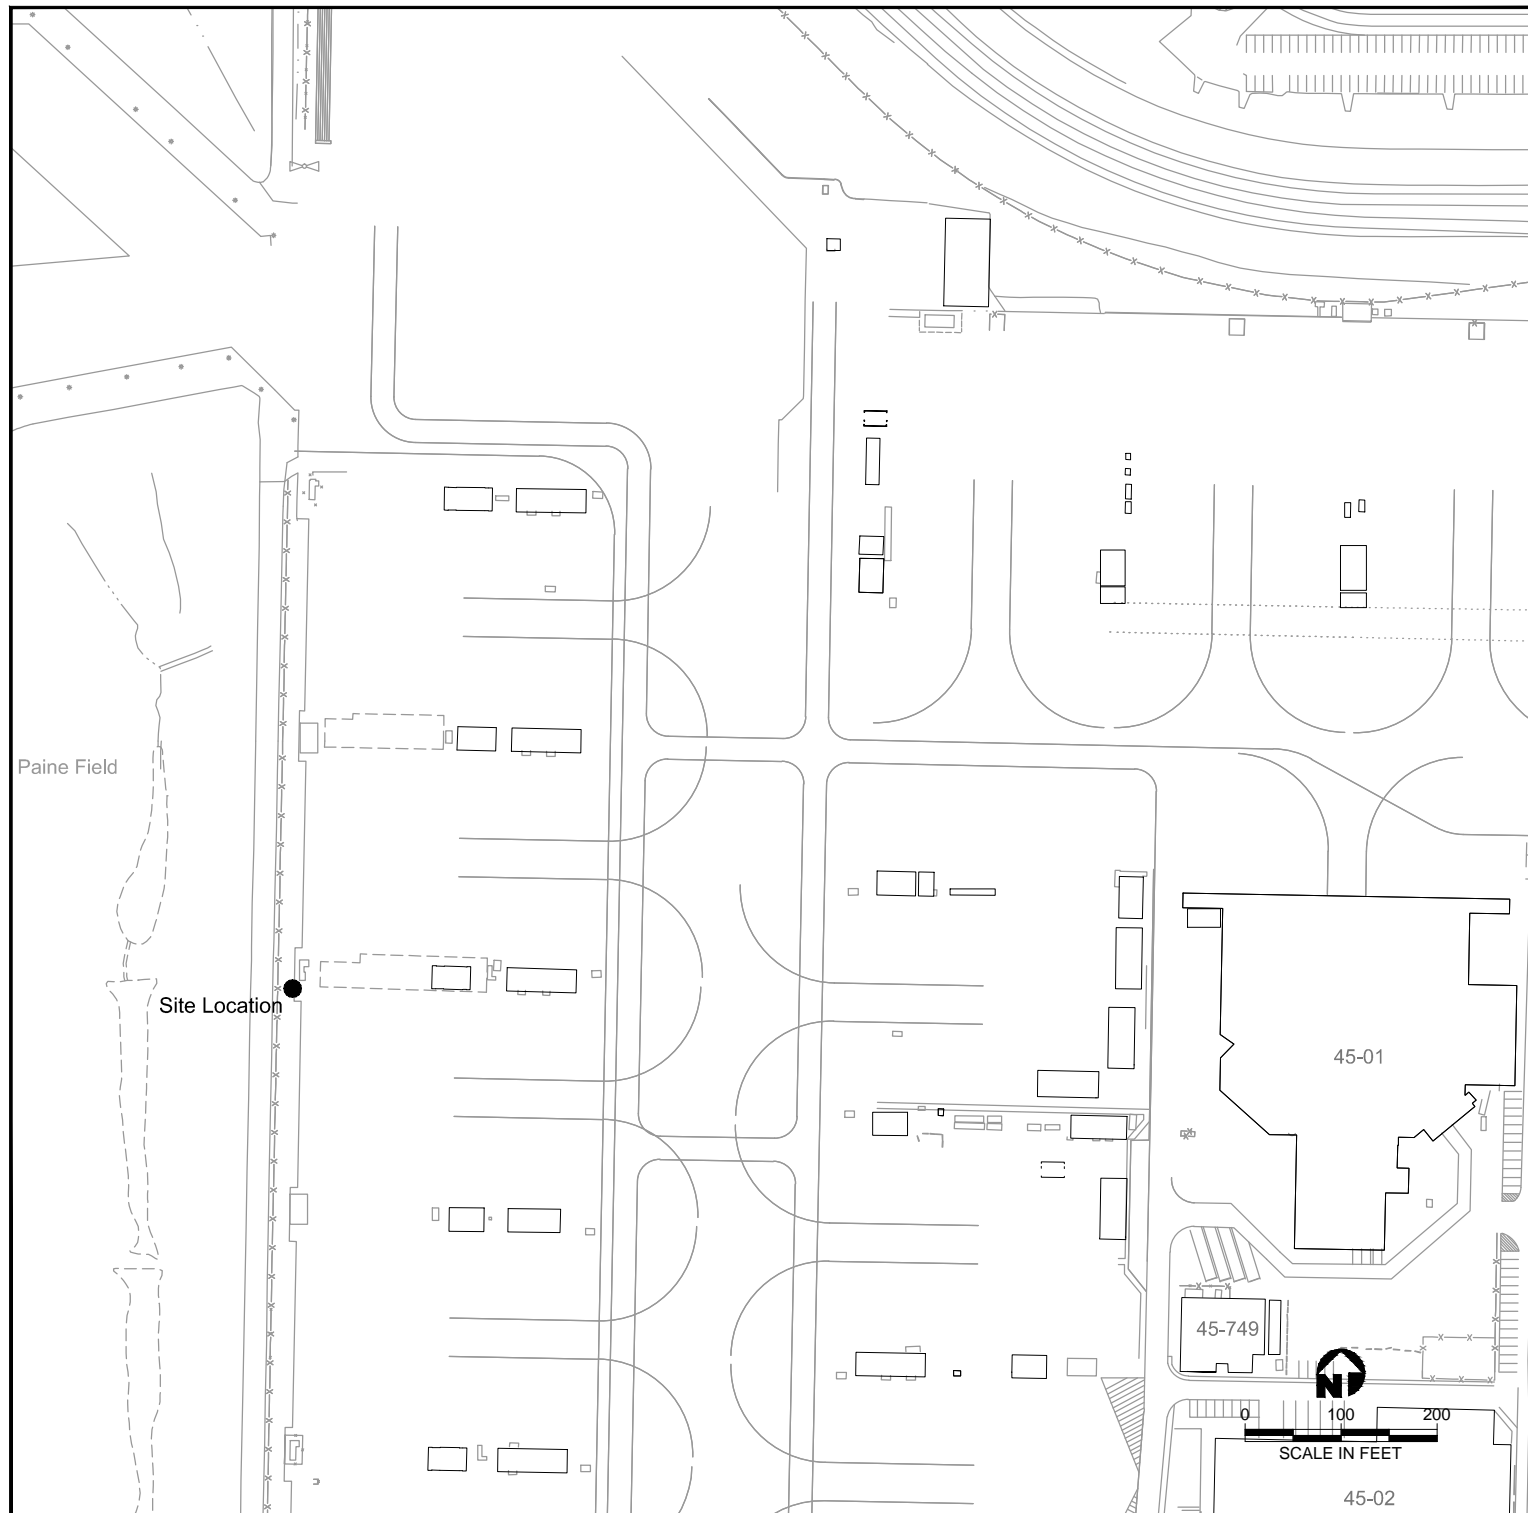 Paine Field
Site Location
45-01
45-749
N
0 100 200
SCALE IN FEET
45-02